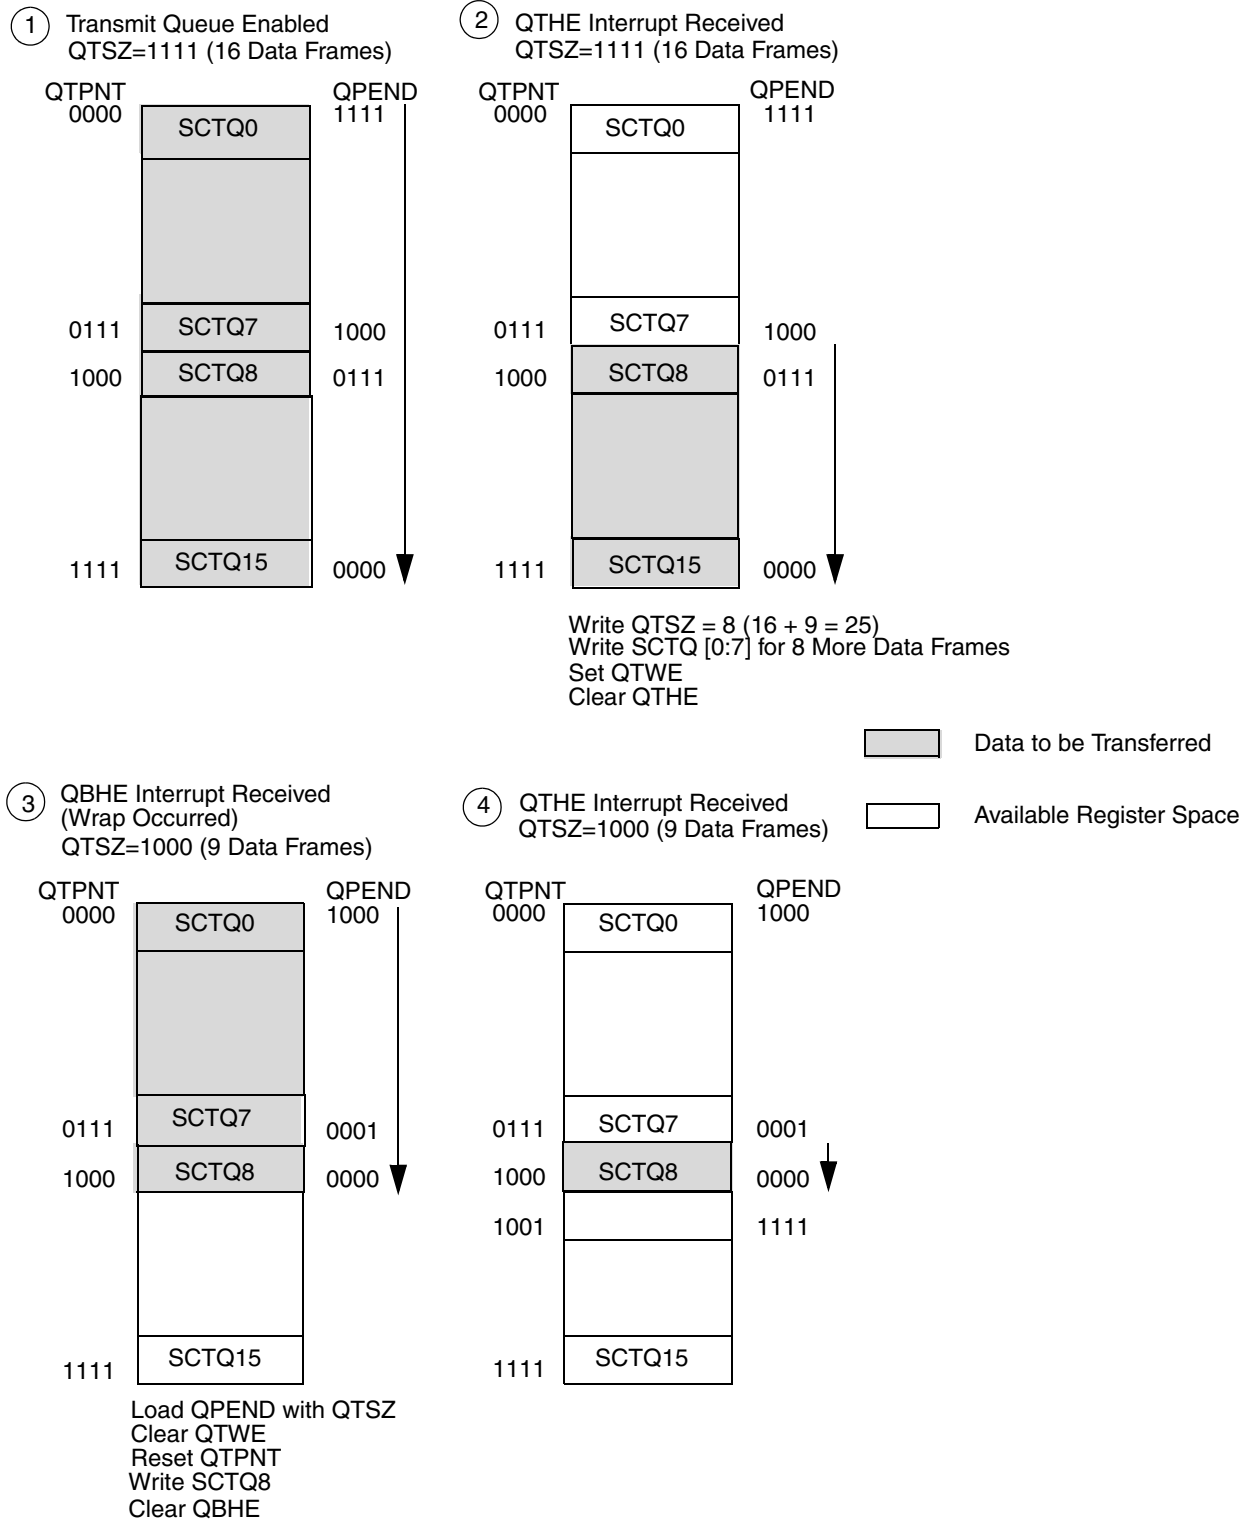 1 Transmit Queue Enabled
QTSZ=1111 (16 Data Frames)
QTPNT QPEND
0000 SCTQ0 1111
0111 SCTQ7 1000
1000 SCTQ8 0111
1111 SCTQ15 0000
2 QTHE Interrupt Received
QTSZ=1111 (16 Data Frames)
QTPNT QPEND
0000 SCTQ0 1111
0111 SCTQ7 1000
1000 SCTQ8 0111
1111 SCTQ15 0000
Write QTSZ = 8 (16 + 9 = 25)
Write SCTQ [0:7] for 8 More Data Frames
Set QTWE
Clear QTHE
Data to be Transferred
Available Register Space
3 QBHE Interrupt Received
(Wrap Occurred)
QTSZ=1000 (9 Data Frames)
QTPNT QPEND
0000 SCTQ0 1000
0111 SCTQ7 0001
1000 SCTQ8 0000
1111 SCTQ15
Load QPEND with QTSZ
Clear QTWE
Reset QTPNT
Write SCTQ8
Clear QBHE
4 QTHE Interrupt Received
QTSZ=1000 (9 Data Frames)
QTPNT QPEND
0000 SCTQ0 1000
0111 SCTQ7 0001
1000 SCTQ8 0000
1001 1111
1111 SCTQ15